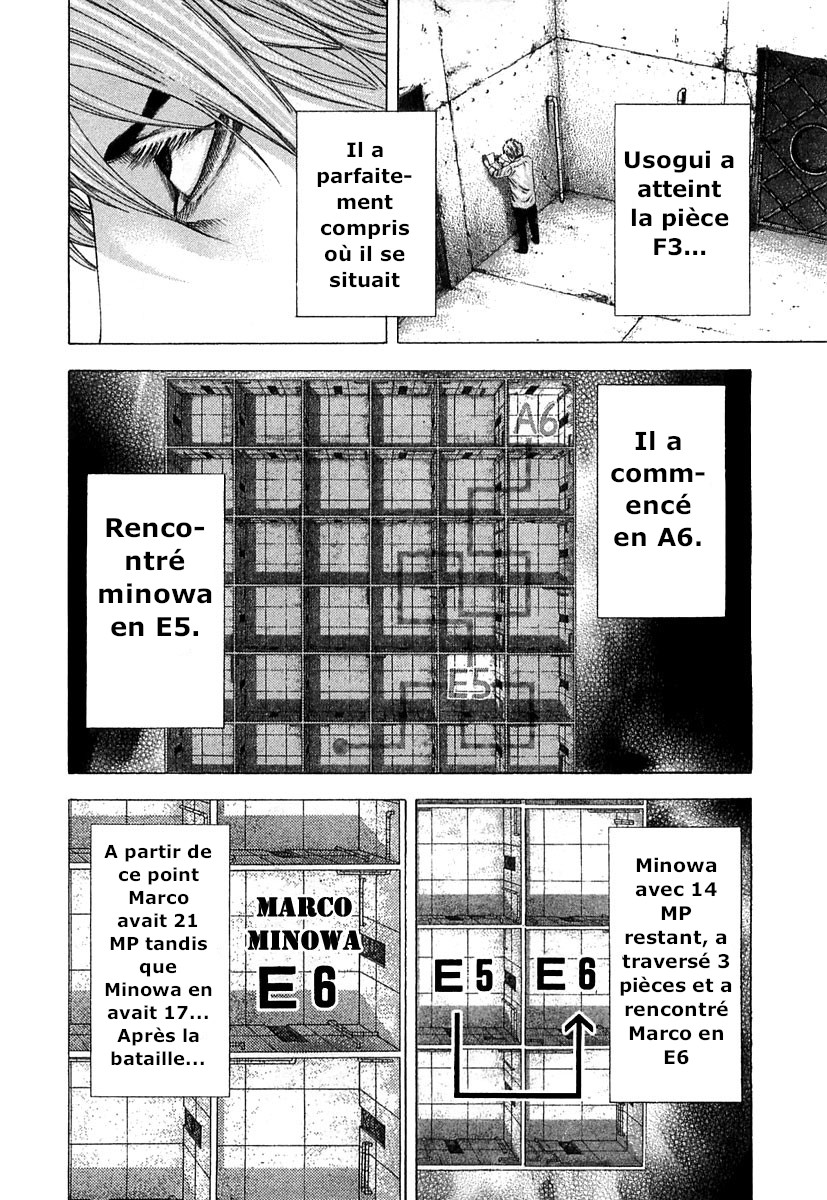 Usogui a
atteint
la pièce
F3...
Il a
parfaite-
ment
compris
où il se
situait
Il a
comm-
encé
en A6.
A6
Renco-
ntré
minowa
en E5.
E5
Minowa
avec 14
MP
restant, a
traversé 3
pièces et a
rencontré
Marco en
E6
E5
E6
A partir de
ce point
Marco
avait 21
MP tandis
que
Minowa en
avait 17...
Après la
bataille...
MARCO
MINOWA
E6